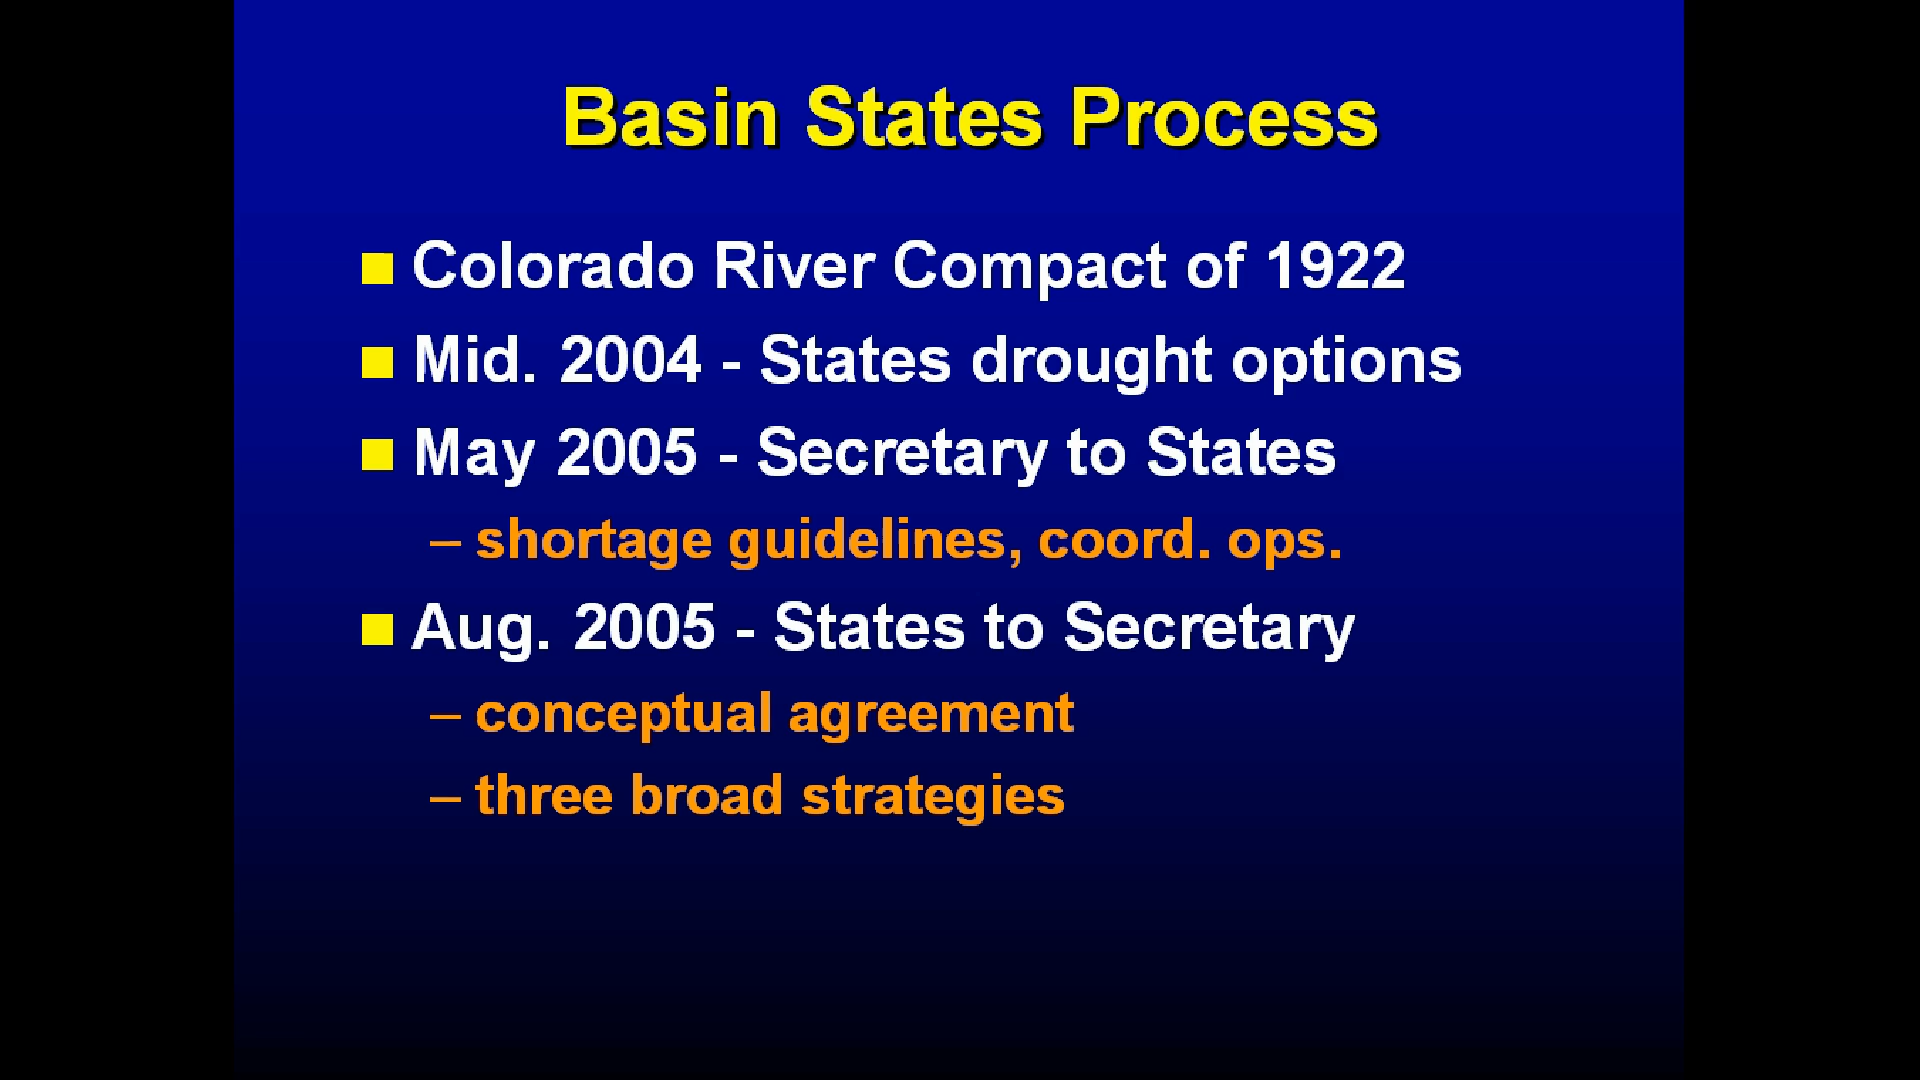 Basin States Process
Colorado River Compact of 1922
Mid. 2004 - States drought options
May 2005 - Secretary to States
– shortage guidelines, coord. ops.
Aug. 2005 - States to Secretary
– conceptual agreement
– three broad strategies